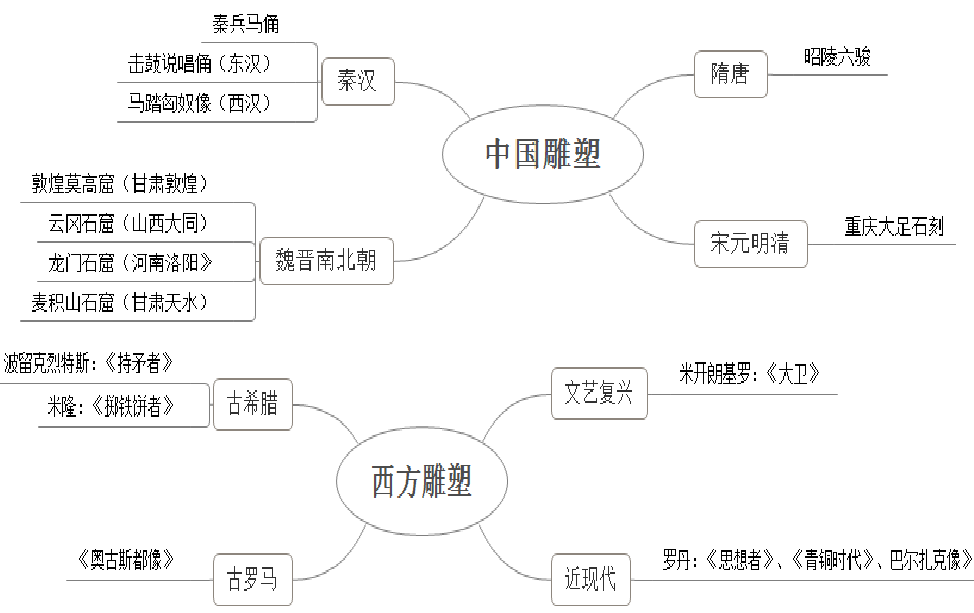 中国雕塑
秦汉
秦兵马俑
击鼓说唱俑（东汉）
马踏匈奴像（西汉）
魏晋南北朝
敦煌莫高窟（甘肃敦煌）
云冈石窟（山西大同）
龙门石窟（河南洛阳》
麦积山石窟（甘肃天水）
隋唐
昭陵六骏
宋元明清
重庆大足石刻
西方雕塑
古希腊
波留克烈特斯：《持矛者》
米隆：《掷铁饼者》
古罗马
《奥古斯都像》
文艺复兴
米开朗基罗：《大卫》
近现代
罗丹：《思想者》、《青铜时代》、巴尔扎克像》